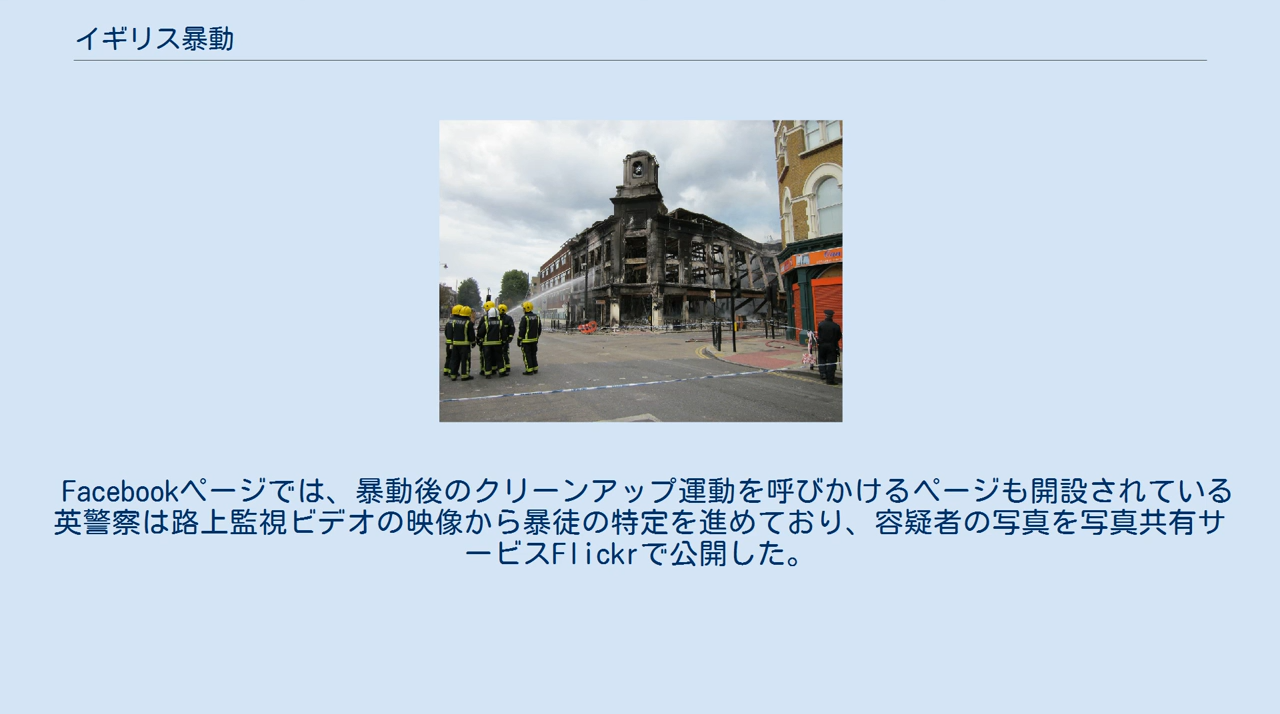 イギリス暴動
Facebookページでは、暴動後のクリーンアップ運動を呼びかけるページも開設されている
英警察は路上監視ビデオの映像から暴徒の特定を進めており、容疑者の写真を写真共有サ
ービスFlickrで公開した。